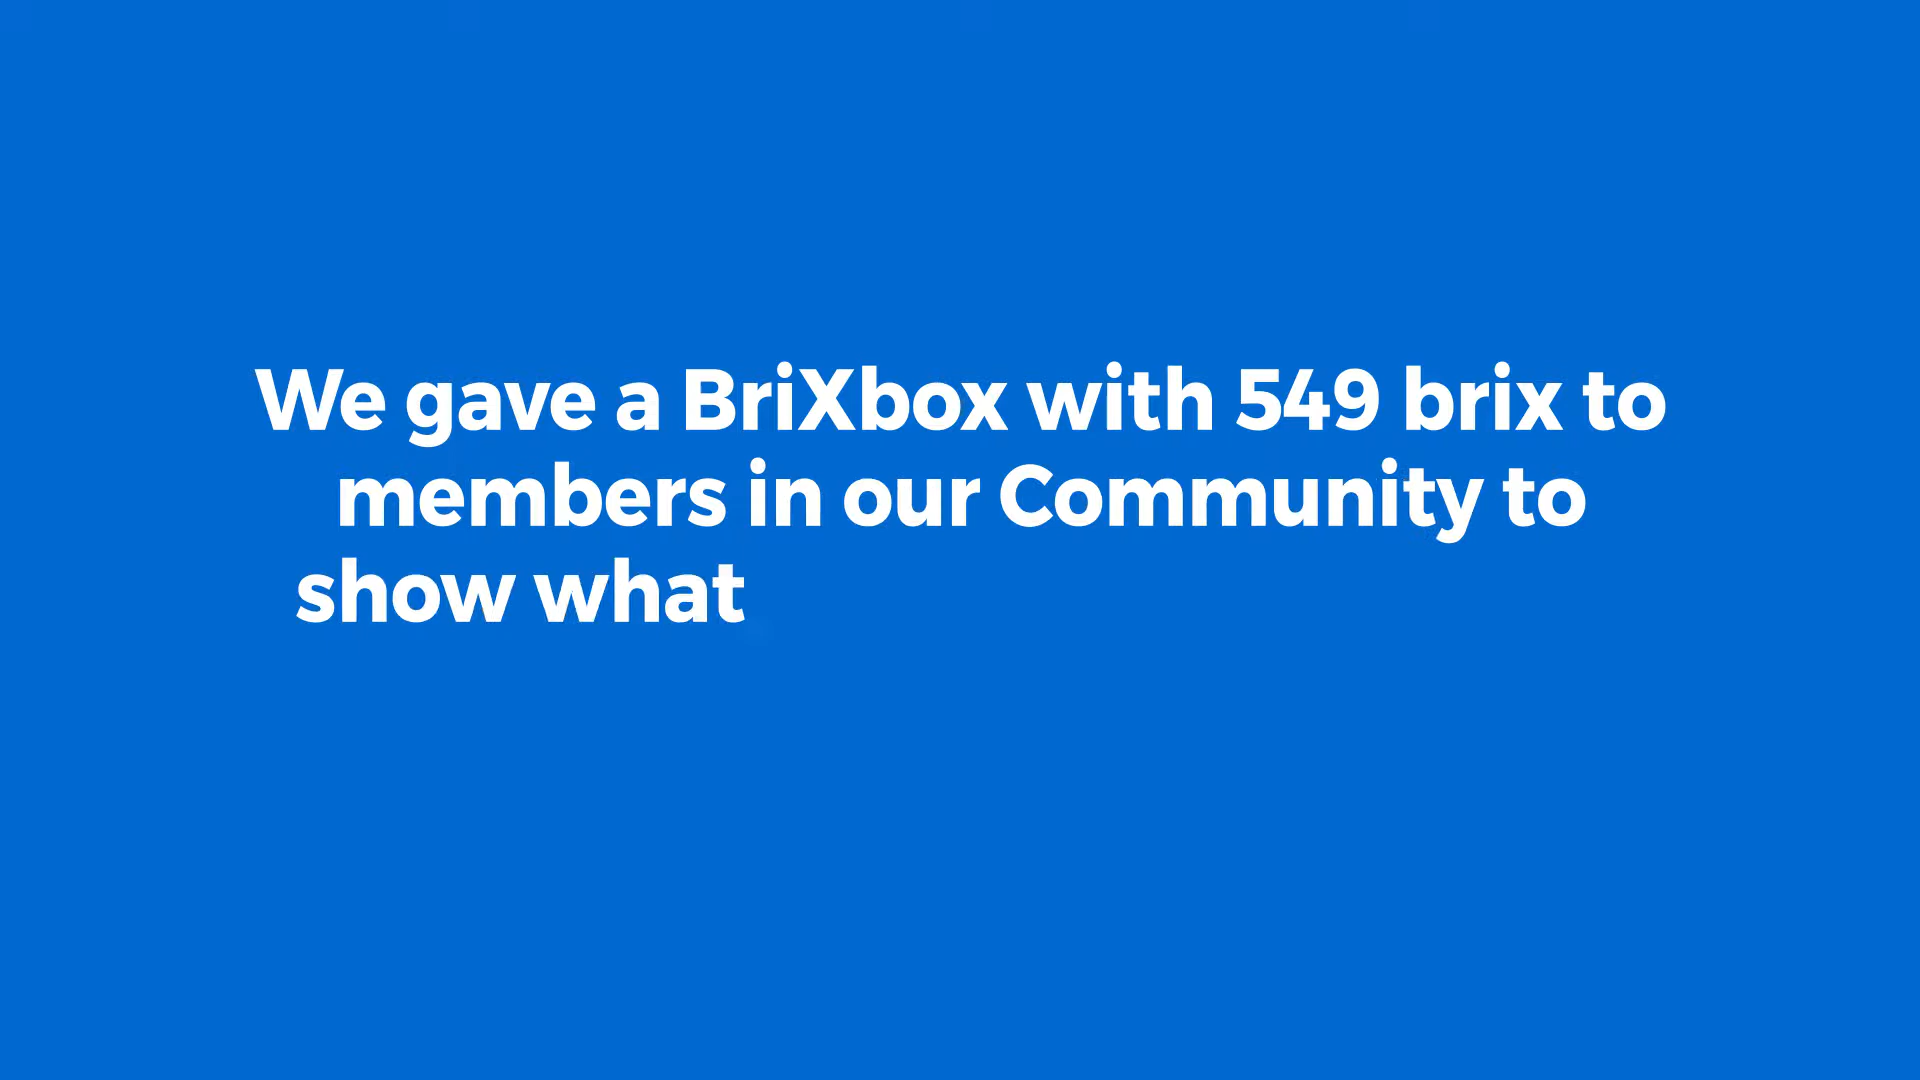 We gave a BriXbox with 549 brix to
members in our Community to
show what